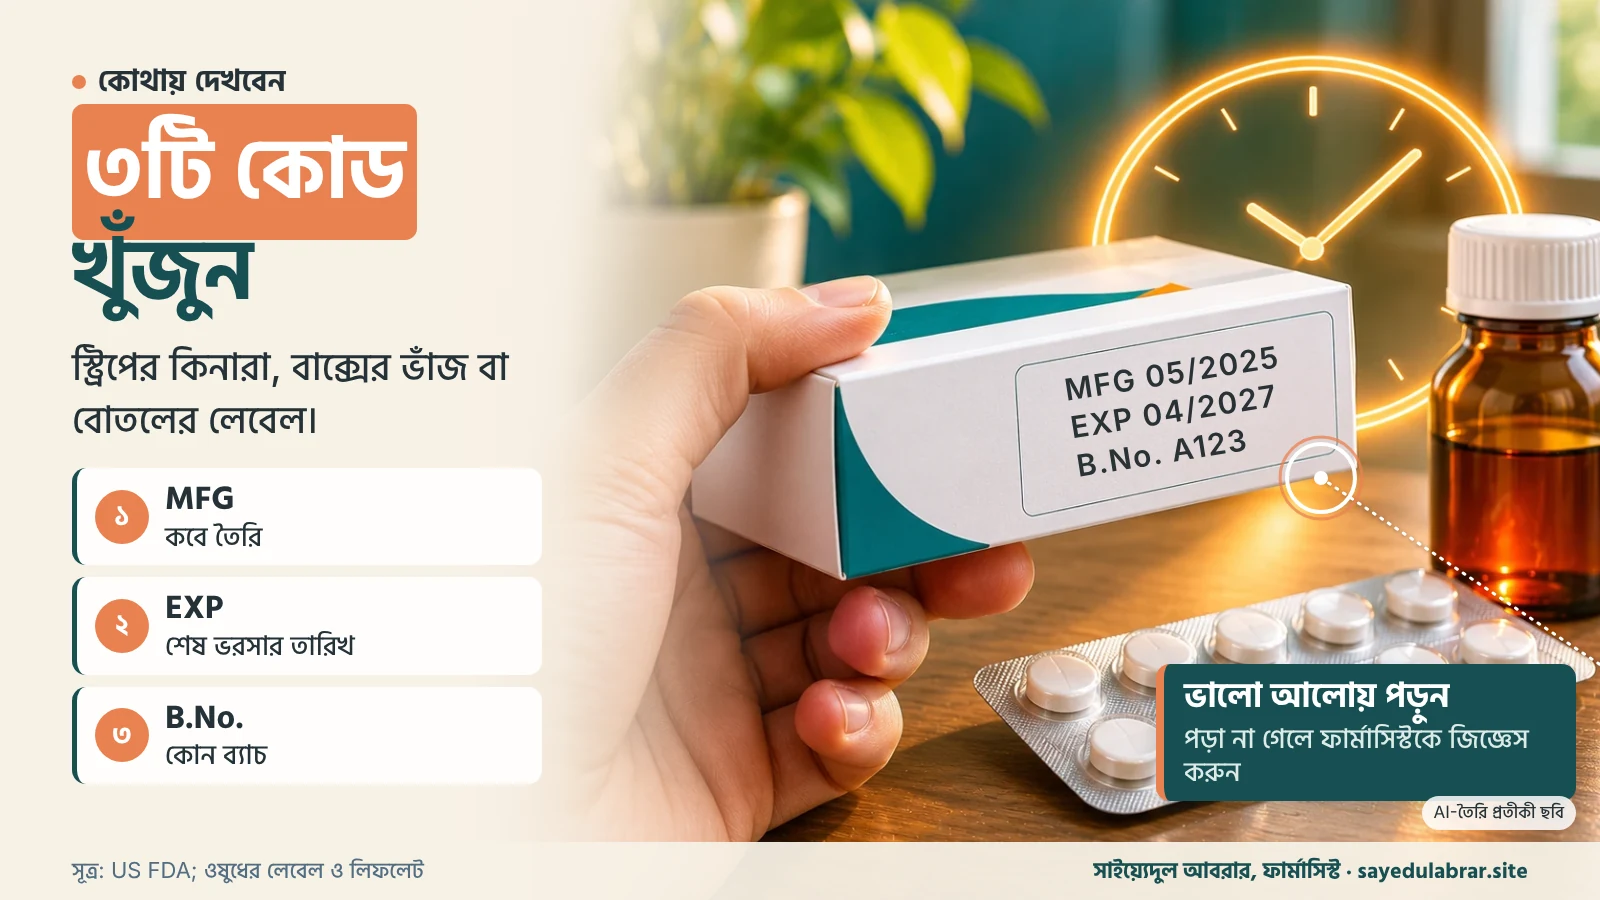 কোথায় দেখবেন
৩টি কোড
খুঁজুন
স্ট্রিপের কিনারা, বাক্সের ভাঁজ বা
বোতলের লেবেল।
১
MFG
কবে তৈরি
২
EXP
শেষ ভরসার তারিখ
৩
B.No.
কোন ব্যাচ
MFG 05/2025
EXP 04/2027
B.No. A123
ভালো আলোয় পড়ুন
পড়া না গেলে ফার্মাসিস্টকে জিজ্ঞেস
করুন
AI-তৈরি প্রতীকী ছবি
সূত্র: US FDA; ওষুধের লেবেল ও লিফলেট
সাইয়্যেদুল আবরার, ফার্মাসিস্ট · sayedulabrar.site